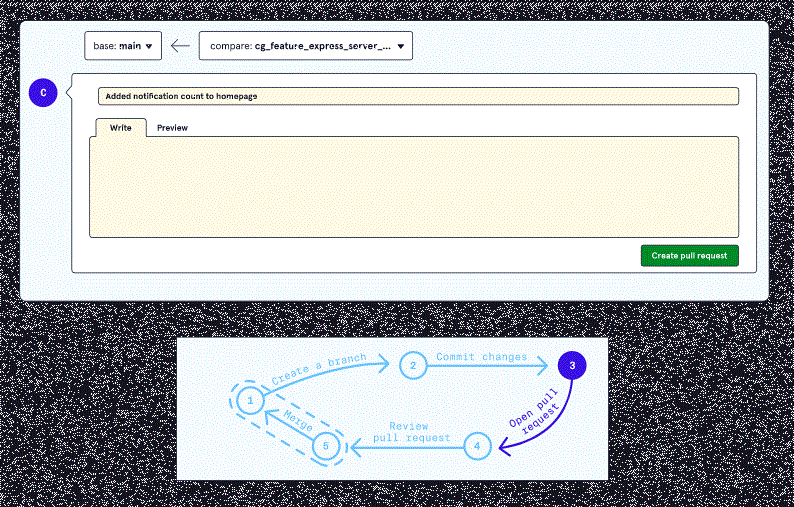 base: main
compare: cg_feature_express_server_...
C
Added notification count to homepage
Write
Preview
Create pull request
Create a branch
2
Commit changes
3
1
Merge
5
Review
pull request
4
Open pull
request